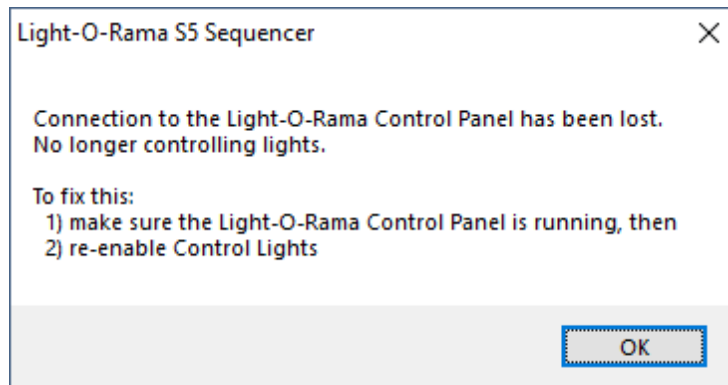 Light-O-Rama S5 Sequencer
Connection to the Light-O-Rama Control Panel has been lost.
No longer controlling lights.
To fix this:
1) make sure the Light-O-Rama Control Panel is running, then
2) re-enable Control Lights
OK